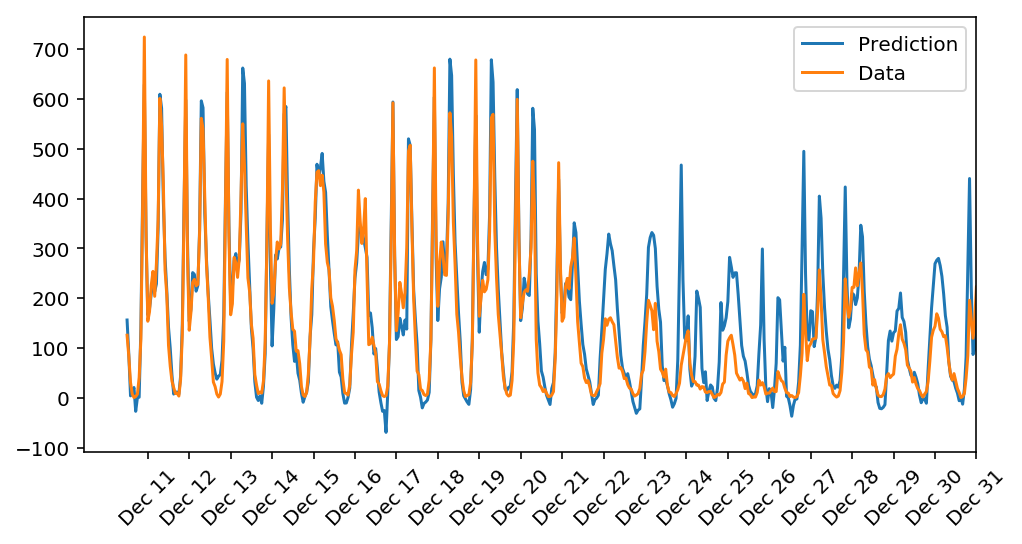 700
600
500
400
300
200
100
0
−100
Prediction
Data
Dec 11
Dec 12
Dec 13
Dec 14
Dec 15
Dec 16
Dec 17
Dec 18
Dec 19
Dec 20
Dec 21
Dec 22
Dec 23
Dec 24
Dec 25
Dec 26
Dec 27
Dec 28
Dec 29
Dec 30
Dec 31